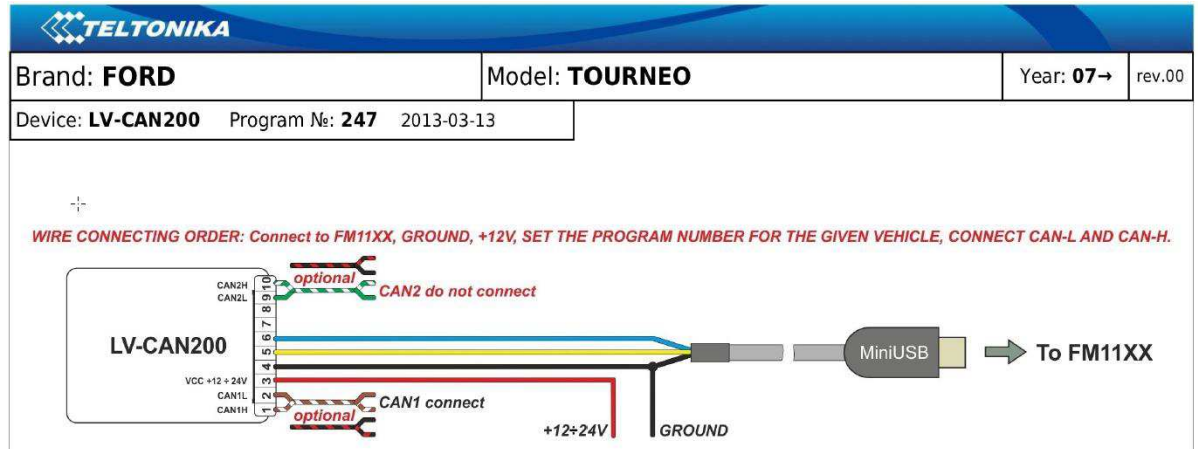 TELTONIKA
Brand: FORD Model: TOURNEO Year: 07→ rev.00
Device: LV-CAN200 Program №: 247 2013-03-13
WIRE CONNECTING ORDER: Connect to FM11XX, GROUND, +12V, SET THE PROGRAM NUMBER FOR THE GIVEN VEHICLE, CONNECT CAN-L AND CAN-H.
optional
CAN2H 10
CAN2L 9
CAN2 do not connect
8
7
6
LV-CAN200 5 MiniUSB To FM11XX
4
VCC +12 ÷ 24V 3
CAN1L 2
CAN1H 1
CAN1 connect
optional
+12÷24V GROUND